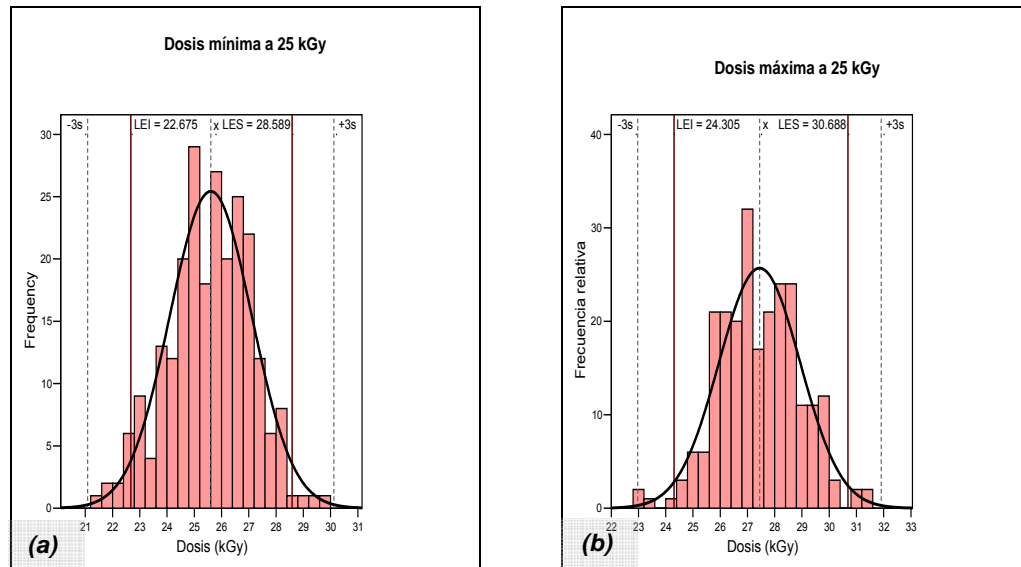 Dosis mínima a 25 kGy
-3s LEI = 22.675 x LES = 28.589 +3s
30
25
20
15
10
5
0
Frequency
21 22 23 24 25 26 27 28 29 30 31
Dosis (kGy)
(a)
Dosis máxima a 25 kGy
-3s LEI = 24.305 x LES = 30.688 +3s
40
30
20
10
0
Frecuencia relativa
22 23 24 25 26 27 28 29 30 31 32 33
Dosis (kGy)
(b)